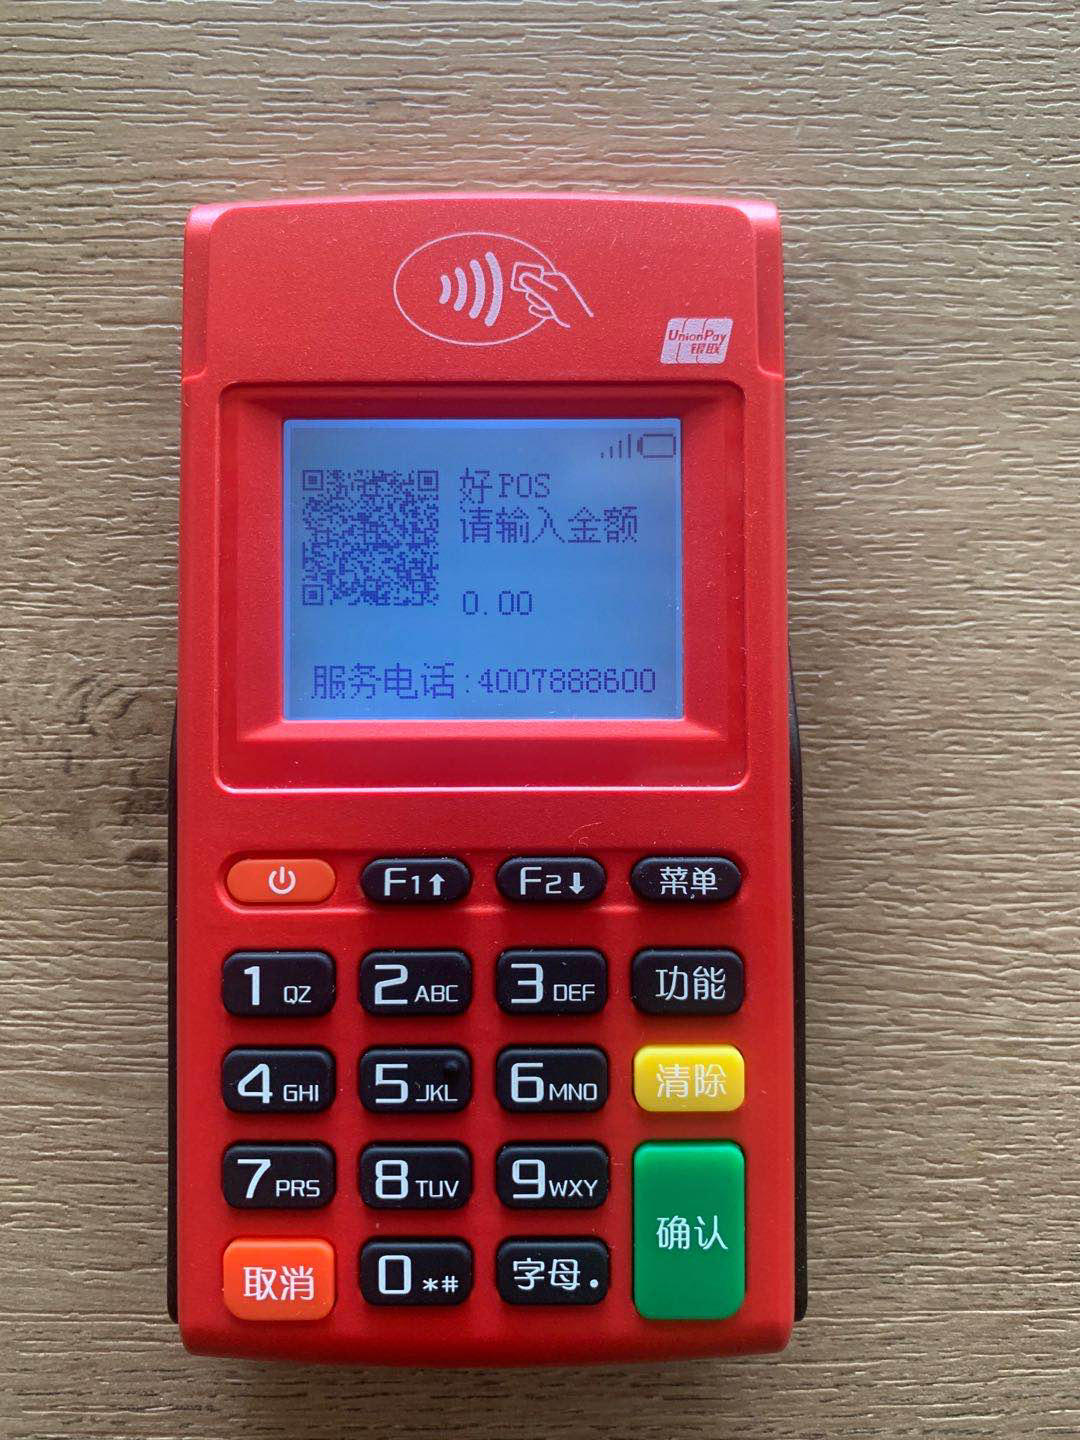 UnionPay
银联
好POS
请输入金额
0.00
服务电话:4007888600
F1↑
F2↓
菜单
1 QZ
2 ABC
3 DEF
功能
4 GHI
5 JKL
6 MNO
清除
7 PRS
8 TUV
9 WXY
确认
取消
0 *#
字母.